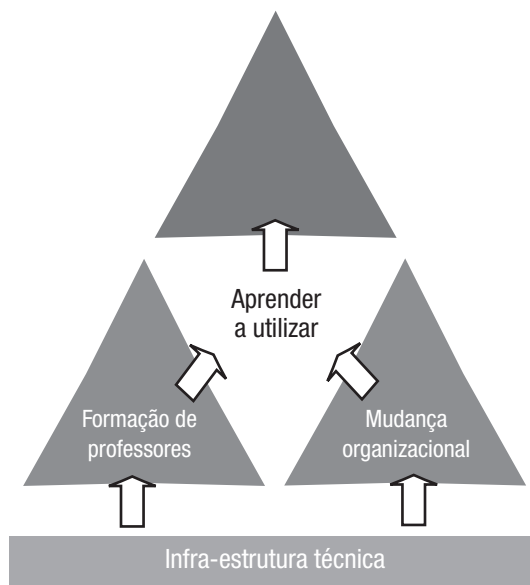 Aprender
a utilizar
Formação de
professores
Mudança
organizacional
Infra-estrutura técnica